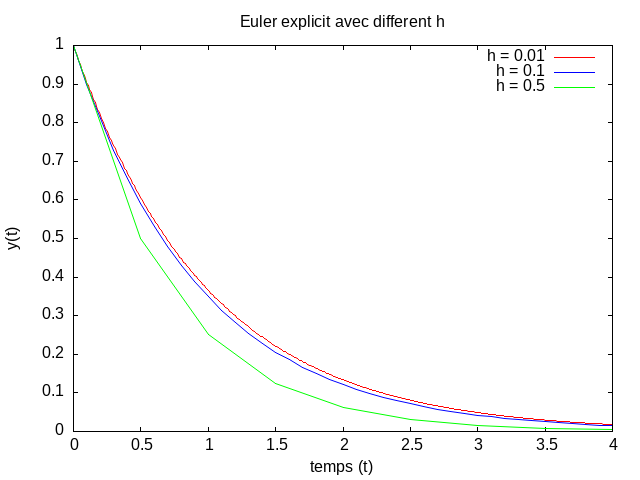 Euler explicit avec different h
h = 0.01
h = 0.1
h = 0.5
1
0.9
0.8
0.7
0.6
0.5
0.4
0.3
0.2
0.1
0
y(t)
0 0.5 1 1.5 2 2.5 3 3.5 4
temps (t)